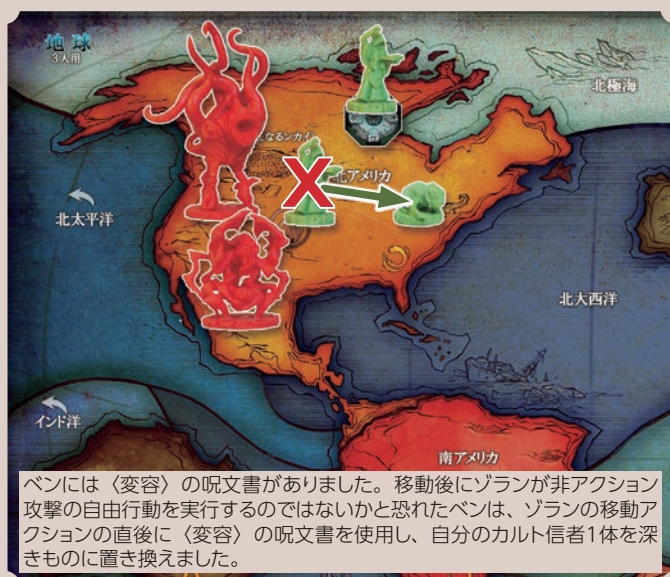 地球
3人用
北極海
なるンカイ
北アメリカ
北太平洋
北大西洋
インド洋
南アメリカ
ベンには〈変容〉の呪文書がありました。移動後にゾランが非アクション
攻撃の自由行動を実行するのではないかと恐れたベンは、ゾランの移動ア
クションの直後に〈変容〉の呪文書を使用し、自分のカルト信者1体を深
きものに置き換えました。